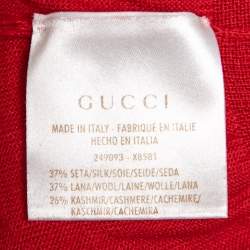 GUCCI
MADE IN ITALY - FABRIQUÉ EN ITALIE
HECHO EN ITALIA
249093 - X8581
37% SETA/SILK/SOIE/SEIDE/SEDA
37% LANA/WOOL/LAINE/WOLLE/LANA
26% KASHMIR/CASHMERE/CACHEMIRE/
KASCHMIR/CACHEMIR